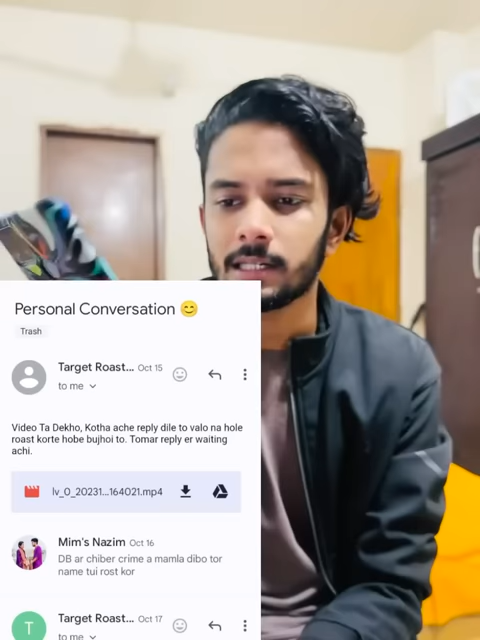 Personal Conversation 😊
Trash
Target Roast... Oct 15
to me
Video Ta Dekho, Kotha ache reply dile to valo na hole
roast korte hobe bujhoi to. Tomar reply er waiting
achi.
lv_0_20231...164021.mp4
Mim's Nazim Oct 16
DB ar chiber crime a mamla dibo tor
name tui rost kor
T
Target Roast... Oct 17
to me